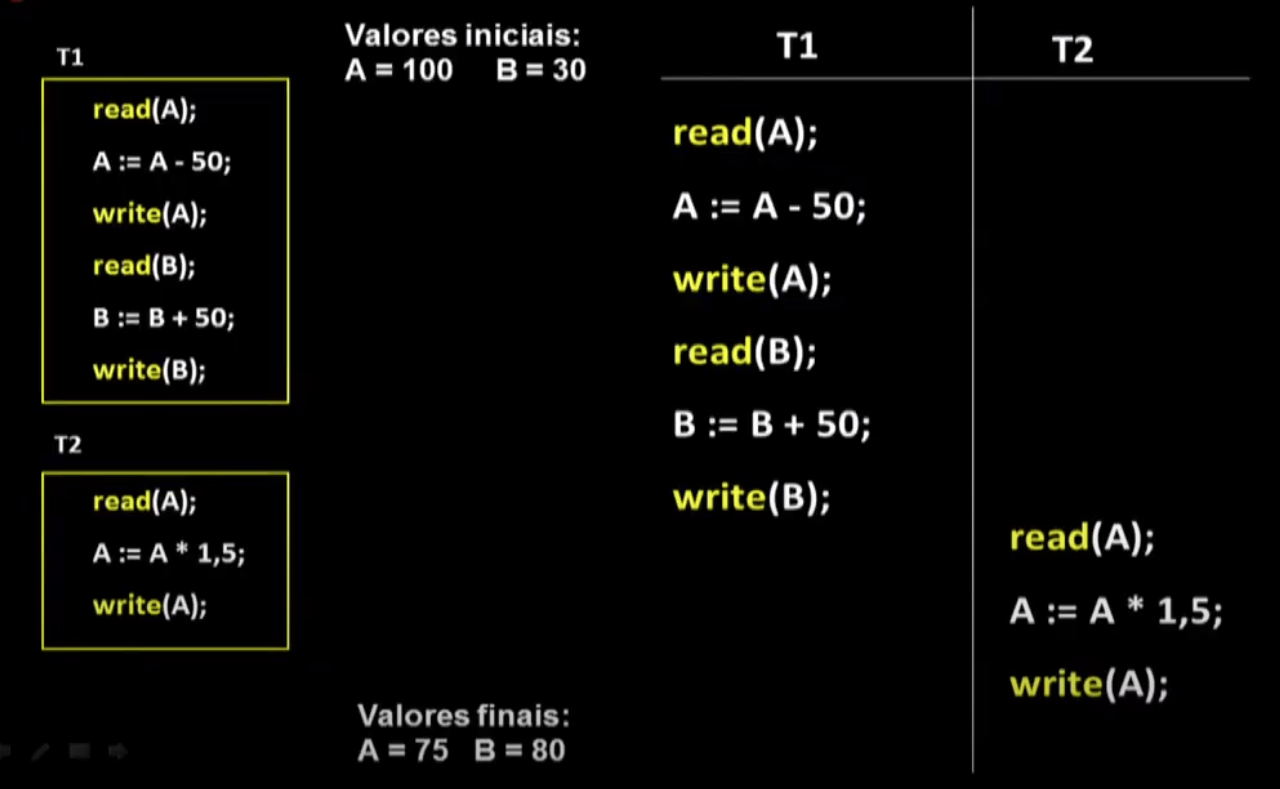 T1
read(A);
A := A - 50;
write(A);
read(B);
B := B + 50;
write(B);
T2
read(A);
A := A * 1,5;
write(A);
Valores iniciais:
A = 100 B = 30
Valores finais:
A = 75 B = 80
T1 T2
read(A);
A := A - 50;
write(A);
read(B);
B := B + 50;
write(B);
read(A);
A := A * 1,5;
write(A);